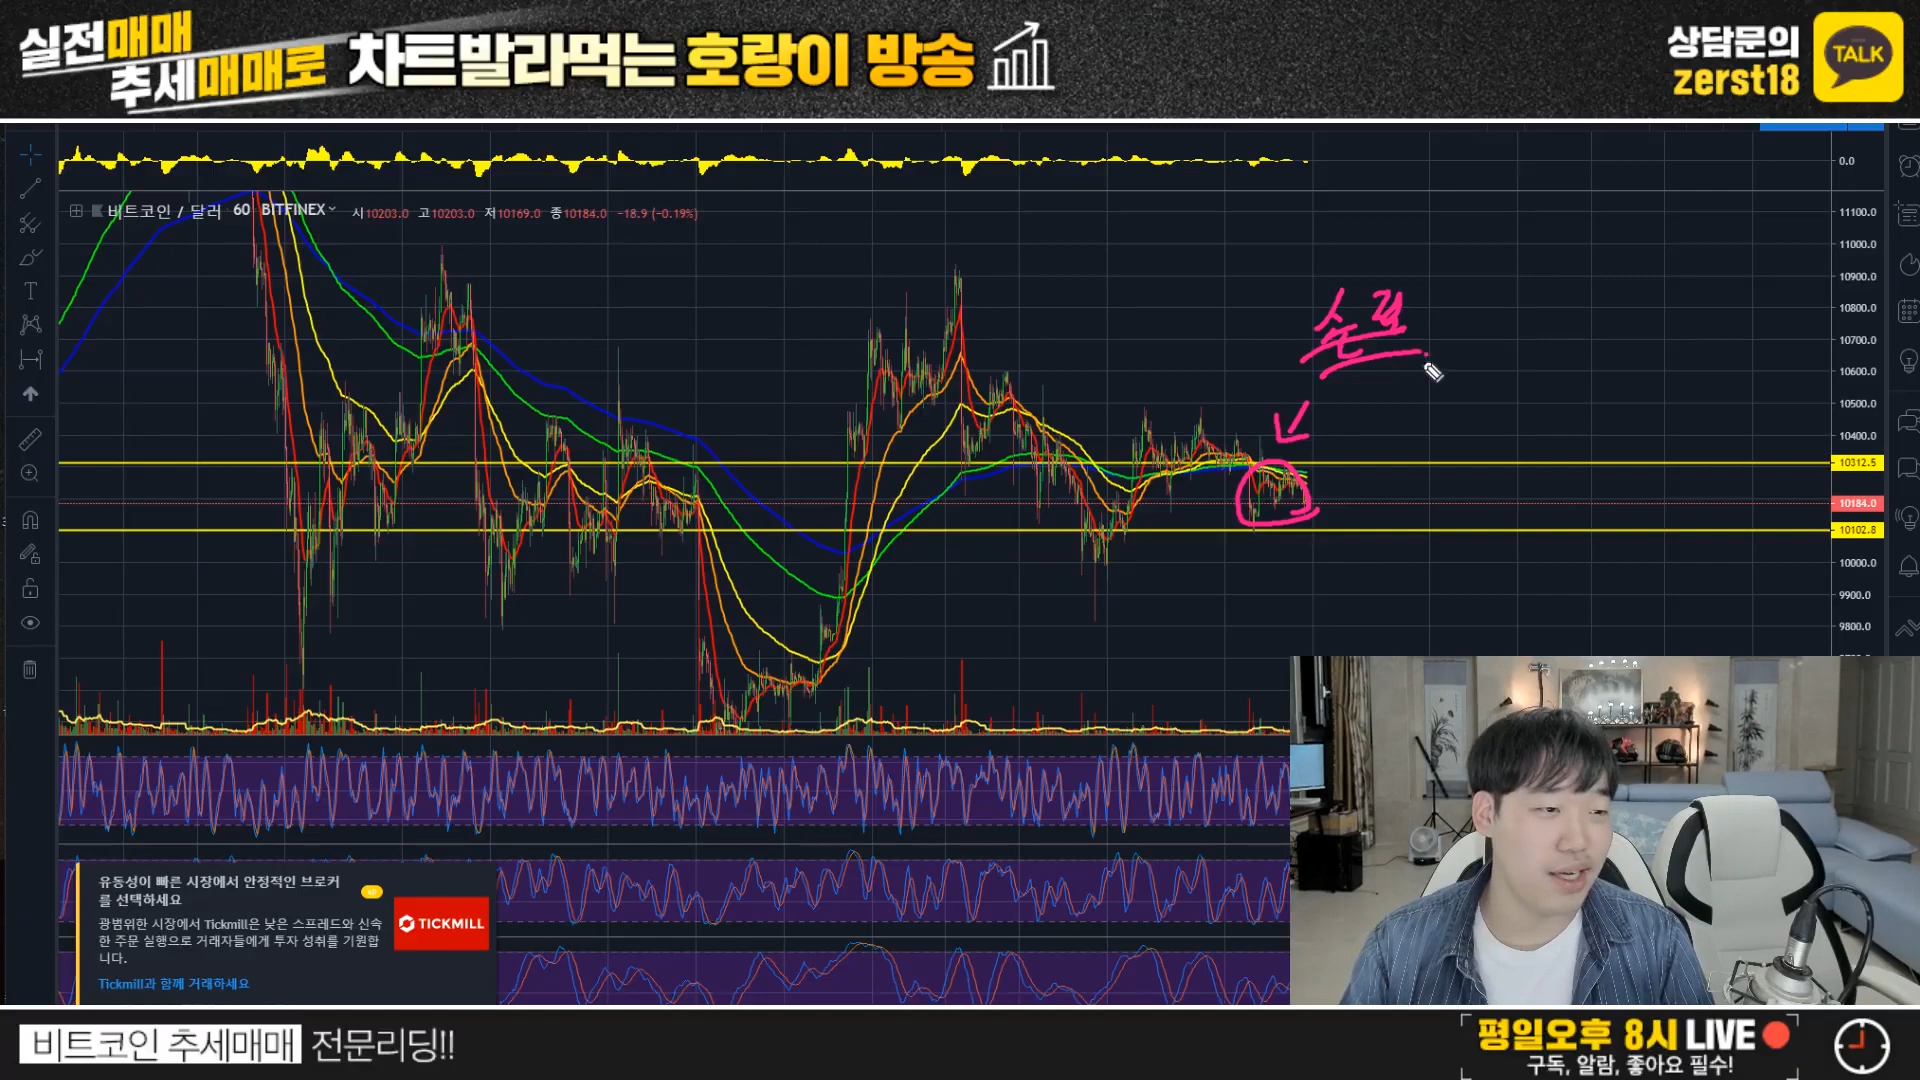 실전매매
추세매매로
차트발라먹는 호랑이 방송
상담문의
zerst18
TALK
0.0
비트코인 / 달러 60 BITFINEX 시10203.0 고10203.0 저10169.0 종10184.0 -18.9 (-0.19%)
11100.0
11000.0
10900.0
10800.0
10700.0
10600.0
10500.0
10400.0
10312.5
10184.0
10102.8
10000.0
9900.0
9800.0
유동성이 빠른 시장에서 안정적인 브로커
를 선택하세요
광범위한 시장에서 Tickmill은 낮은 스프레드와 신속
한 주문 실행으로 거래자들에게 투자 성취를 기원합
니다.
Tickmill과 함께 거래하세요
TICKMILL
비트코인 추세매매 전문리딩!!
평일오후 8시 LIVE
구독, 알람, 좋아요 필수!